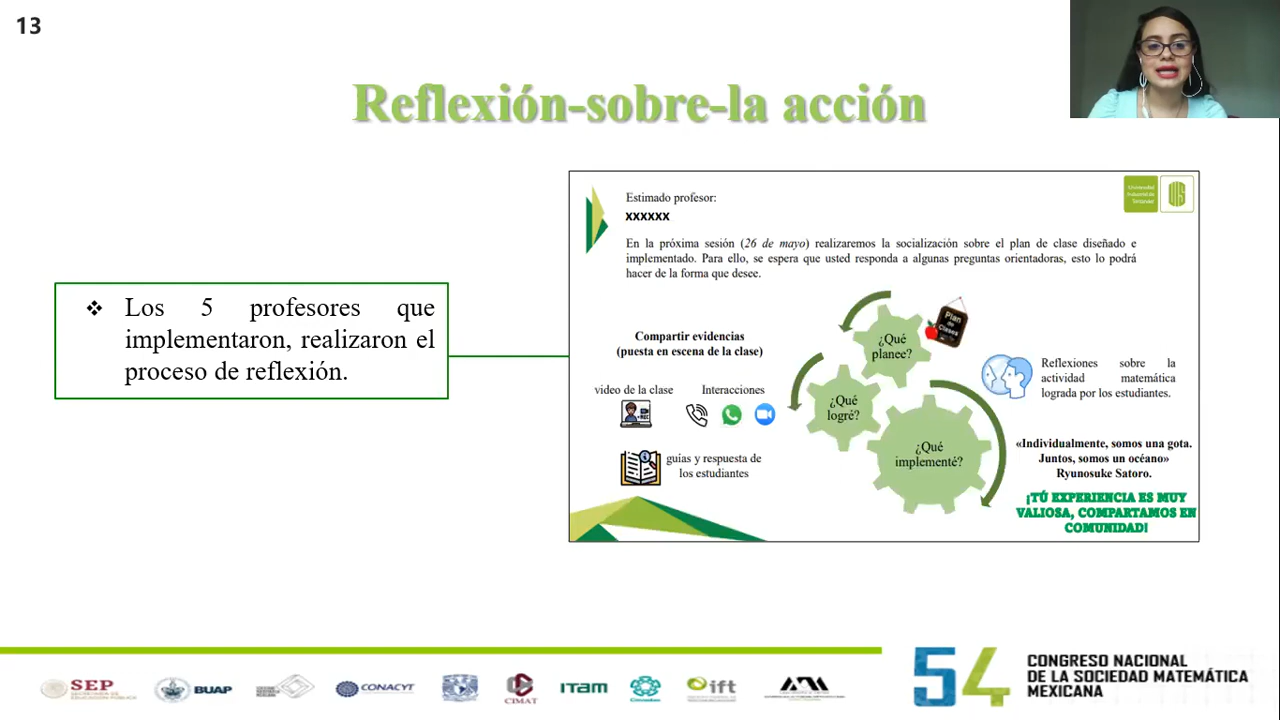 13
Reflexión-sobre-la acción
❖ Los 5 profesores que
implementaron, realizaron el
proceso de reflexión.
Estimado profesor:
xxxxxx
En la próxima sesión (26 de mayo) realizaremos la socialización sobre el plan de clase diseñado e
implementado. Para ello, se espera que usted responda a algunas preguntas orientadoras, esto lo podrá
hacer de la forma que desee.
Universidad
Industrial de
Santander
UIS
Compartir evidencias
(puesta en escena de la clase)
video de la clase
Interacciones
guías y respuesta de
los estudiantes
Plan
de
Clases
¿Qué
planee?
¿Qué
logré?
¿Qué
implementé?
Reflexiones sobre la
actividad matemática
lograda por los estudiantes.
«Individualmente, somos una gota.
Juntos, somos un océano»
Ryunosuke Satoro.
¡TÚ EXPERIENCIA ES MUY
VALIOSA, COMPARTAMOS EN
COMUNIDAD!
SEP
BUAP
CONACYT
CIMAT
ITAM
ift
54
CONGRESO NACIONAL
DE LA SOCIEDAD MATEMÁTICA
MEXICANA